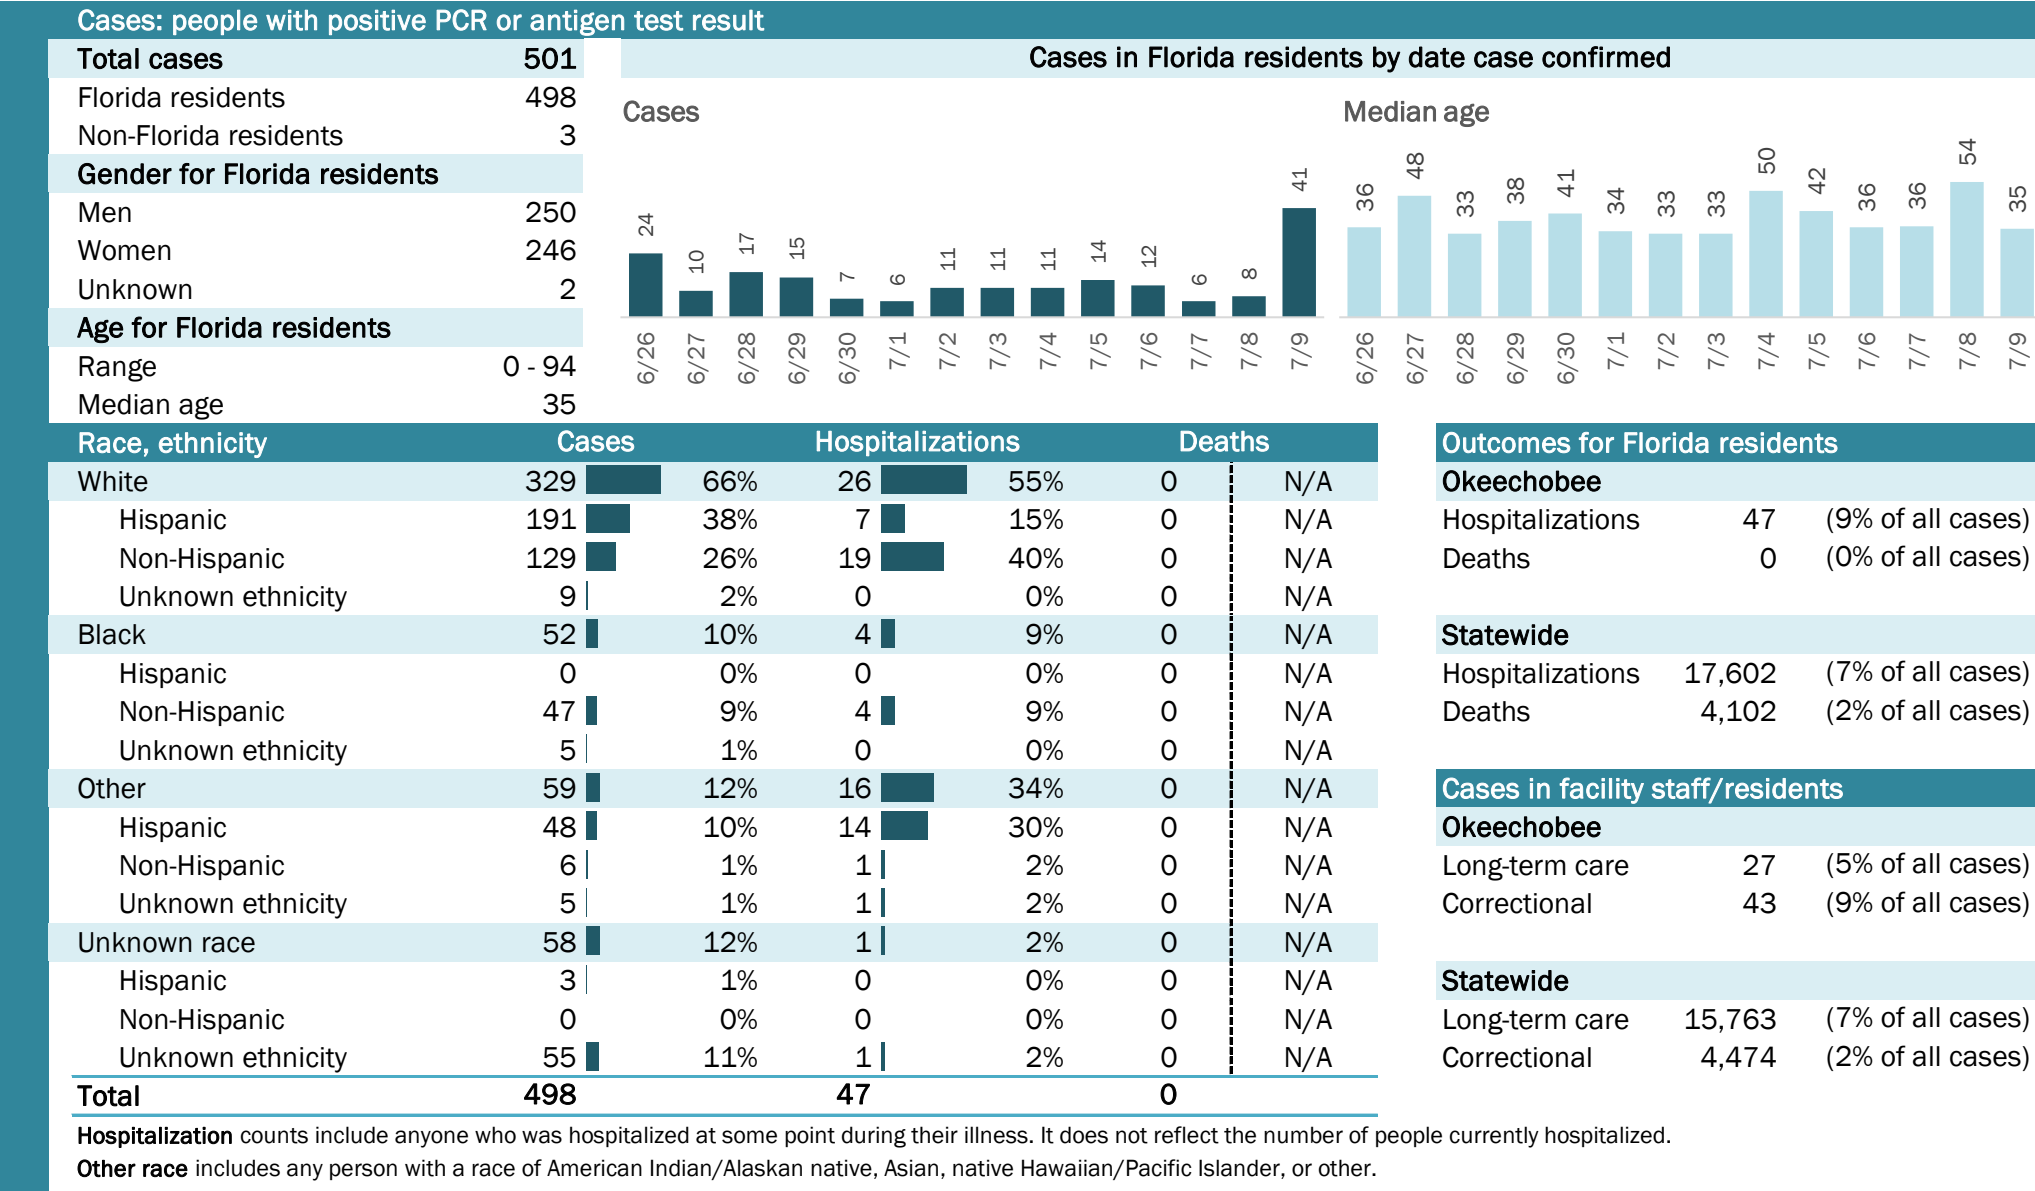 Cases: people with positive PCR or antigen test result
Total cases 501
Florida residents 498
Non-Florida residents 3
Gender for Florida residents
Men 250
Women 246
Unknown 2
Age for Florida residents
Range 0 - 94
Median age 35
Cases in Florida residents by date case confirmed
Cases
24 10 17 15 7 6 11 11 11 14 12 6 8 41
6/26 6/27 6/28 6/29 6/30 7/1 7/2 7/3 7/4 7/5 7/6 7/7 7/8 7/9
Median age
36 48 33 38 41 34 33 33 50 42 36 36 54 35
6/26 6/27 6/28 6/29 6/30 7/1 7/2 7/3 7/4 7/5 7/6 7/7 7/8 7/9
Race, ethnicity Cases Hospitalizations Deaths
White 329 66% 26 55% 0 N/A
Hispanic 191 38% 7 15% 0 N/A
Non-Hispanic 129 26% 19 40% 0 N/A
Unknown ethnicity 9 2% 0 0% 0 N/A
Black 52 10% 4 9% 0 N/A
Hispanic 0 0% 0 0% 0 N/A
Non-Hispanic 47 9% 4 9% 0 N/A
Unknown ethnicity 5 1% 0 0% 0 N/A
Other 59 12% 16 34% 0 N/A
Hispanic 48 10% 14 30% 0 N/A
Non-Hispanic 6 1% 1 2% 0 N/A
Unknown ethnicity 5 1% 1 2% 0 N/A
Unknown race 58 12% 1 2% 0 N/A
Hispanic 3 1% 0 0% 0 N/A
Non-Hispanic 0 0% 0 0% 0 N/A
Unknown ethnicity 55 11% 1 2% 0 N/A
Total 498 47 0
Outcomes for Florida residents
Okeechobee
Hospitalizations 47 (9% of all cases)
Deaths 0 (0% of all cases)
Statewide
Hospitalizations 17,602 (7% of all cases)
Deaths 4,102 (2% of all cases)
Cases in facility staff/residents
Okeechobee
Long-term care 27 (5% of all cases)
Correctional 43 (9% of all cases)
Statewide
Long-term care 15,763 (7% of all cases)
Correctional 4,474 (2% of all cases)
Hospitalization counts include anyone who was hospitalized at some point during their illness. It does not reflect the number of people currently hospitalized.
Other race includes any person with a race of American Indian/Alaskan native, Asian, native Hawaiian/Pacific Islander, or other.